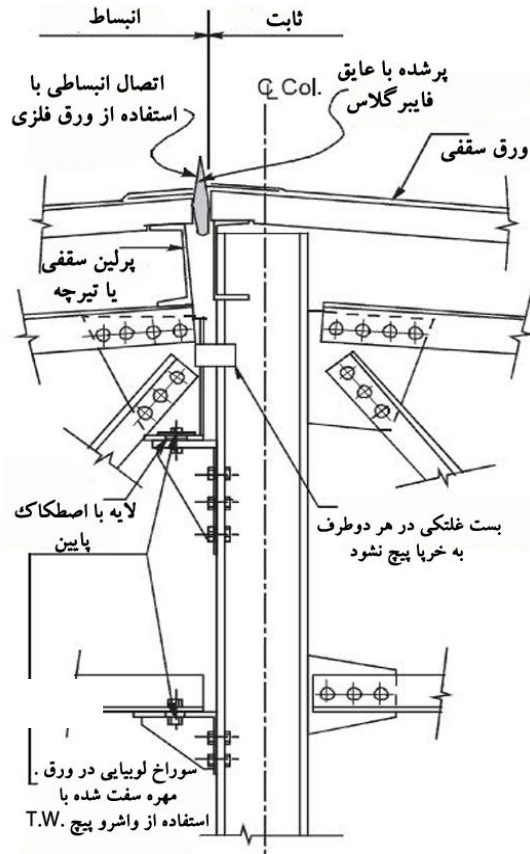 انبساط
ثابت
℄ Col.
اتصال انبساطی با
استفاده از ورق فلزی
پرشده با عایق
فایبرگلاس
ورق سقفی
پرلین سقفی
یا تیرچه
لایه با اصطکاك
پایین
بست غلتکی در هر دوطرف
به خرپا پیچ نشود
سوراخ لوبیایی در ورق .
مهره سفت شده با
استفاده از واشرو پیچ .T.W